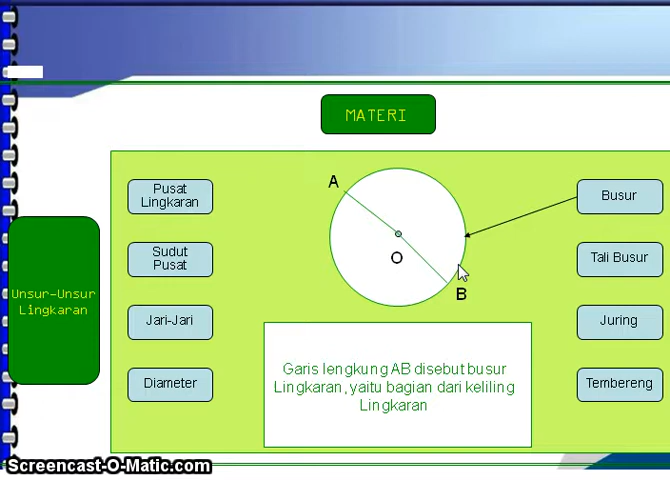 MATERI
Unsur-Unsur
Lingkaran
Pusat
Lingkaran
Sudut
Pusat
Jari-Jari
Diameter
A
O
B
Busur
Tali Busur
Juring
Tembereng
Garis lengkung AB disebut busur
Lingkaran, yaitu bagian dari keliling
Lingkaran
Screencast-O-Matic.com